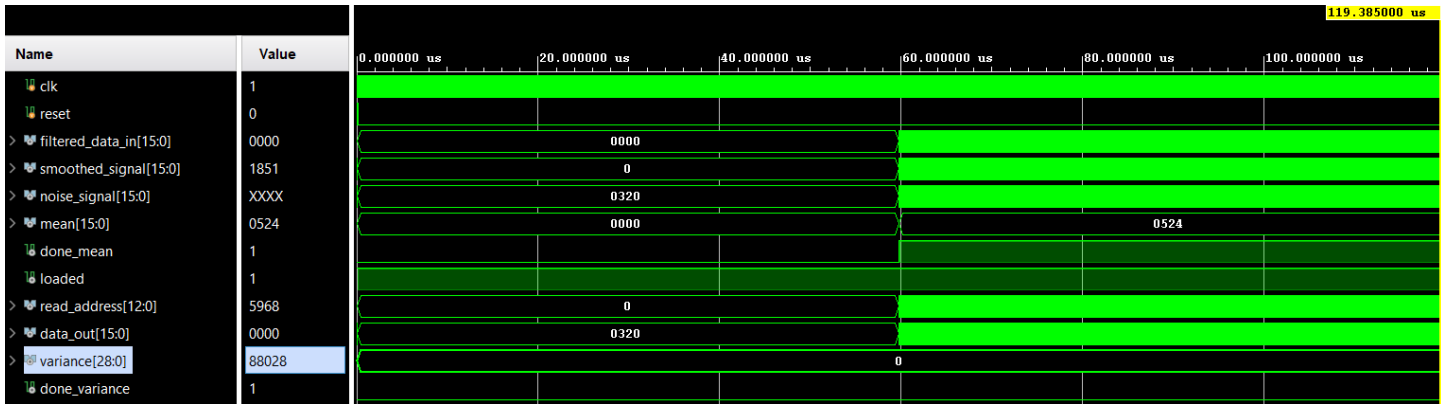 119.385000 us
Name Value 0.000000 us 20.000000 us 40.000000 us 60.000000 us 80.000000 us 100.000000 us
clk 1
reset 0
filtered_data_in[15:0] 0000 0000
smoothed_signal[15:0] 1851 0
noise_signal[15:0] XXXX 0320
mean[15:0] 0524 0000 0524
done_mean 1
loaded 1
read_address[12:0] 5968 0
data_out[15:0] 0000 0320
variance[28:0] 88028 0
done_variance 1